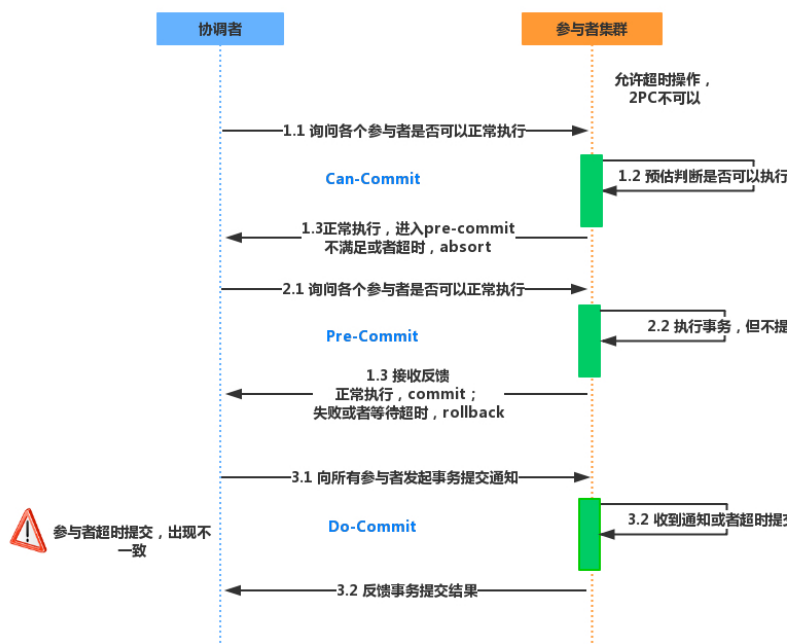 协调者
参与者集群
允许超时操作，
2PC不可以
1.1 询问各个参与者是否可以正常执行
Can-Commit
1.2 预估判断是否可以执行
1.3正常执行，进入pre-commit
不满足或者超时，absort
2.1 询问各个参与者是否可以正常执行
Pre-Commit
2.2 执行事务，但不提
1.3 接收反馈
正常执行，commit；
失败或者等待超时，rollback
3.1 向所有参与者发起事务提交通知
参与者超时提交，出现不
一致
Do-Commit
3.2 收到通知或者超时提交
3.2 反馈事务提交结果